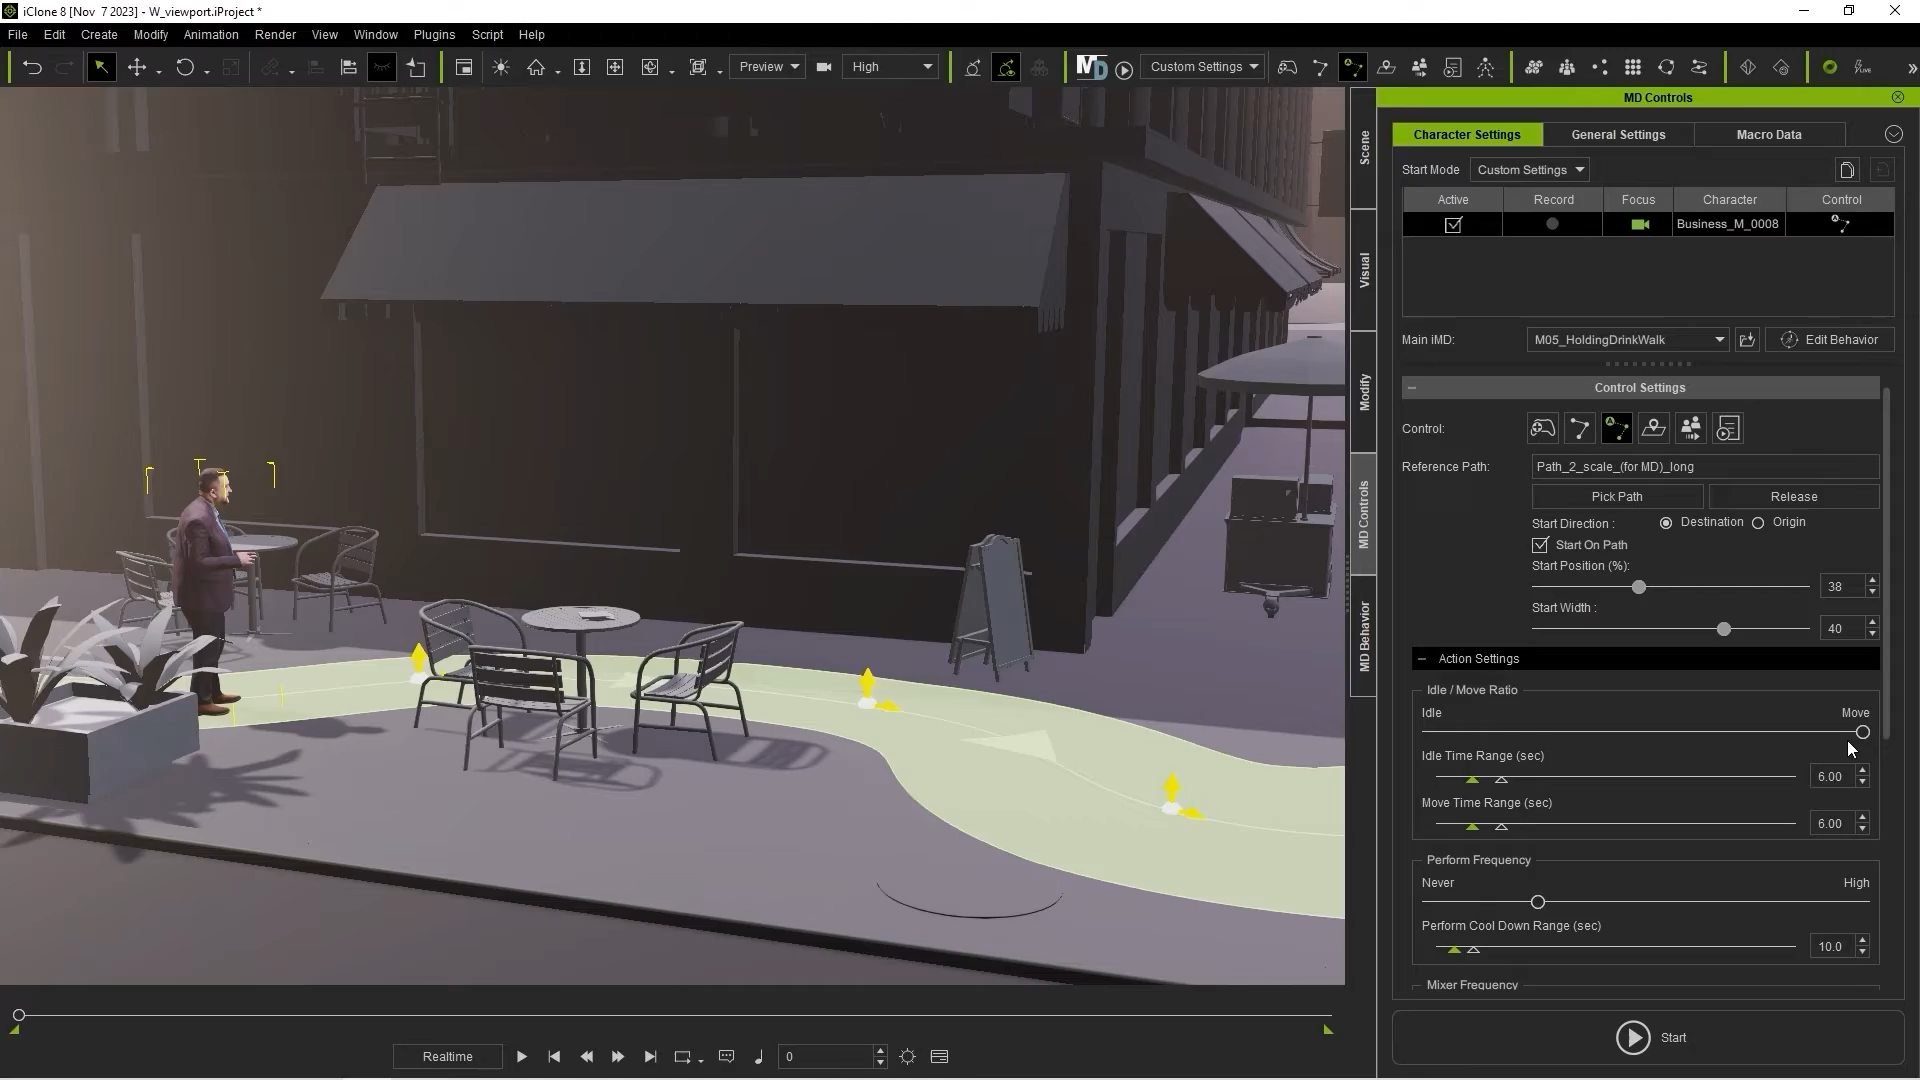 iClone 8 [Nov  7 2023] - W_viewport.iProject *
File Edit Create Modify Animation Render View Window Plugins Script Help
Preview High MD Custom Settings LIVE
MD Controls
Character Settings General Settings Macro Data
Start Mode Custom Settings
Active Record Focus Character Control
Business_M_0008
Main iMD: M05_HoldingDrinkWalk Edit Behavior
Control Settings
Control:
Reference Path: Path_2_scale_(for MD)_long
Pick Path Release
Start Direction : Destination Origin
Start On Path
Start Position (%):
38
Start Width :
40
Action Settings
Idle / Move Ratio
Idle Move
Idle Time Range (sec)
6.00
Move Time Range (sec)
6.00
Perform Frequency
Never High
Perform Cool Down Range (sec)
10.0
Mixer Frequency
Start
Scene
Visual
Modify
MD Controls
MD Behavior
Realtime 0